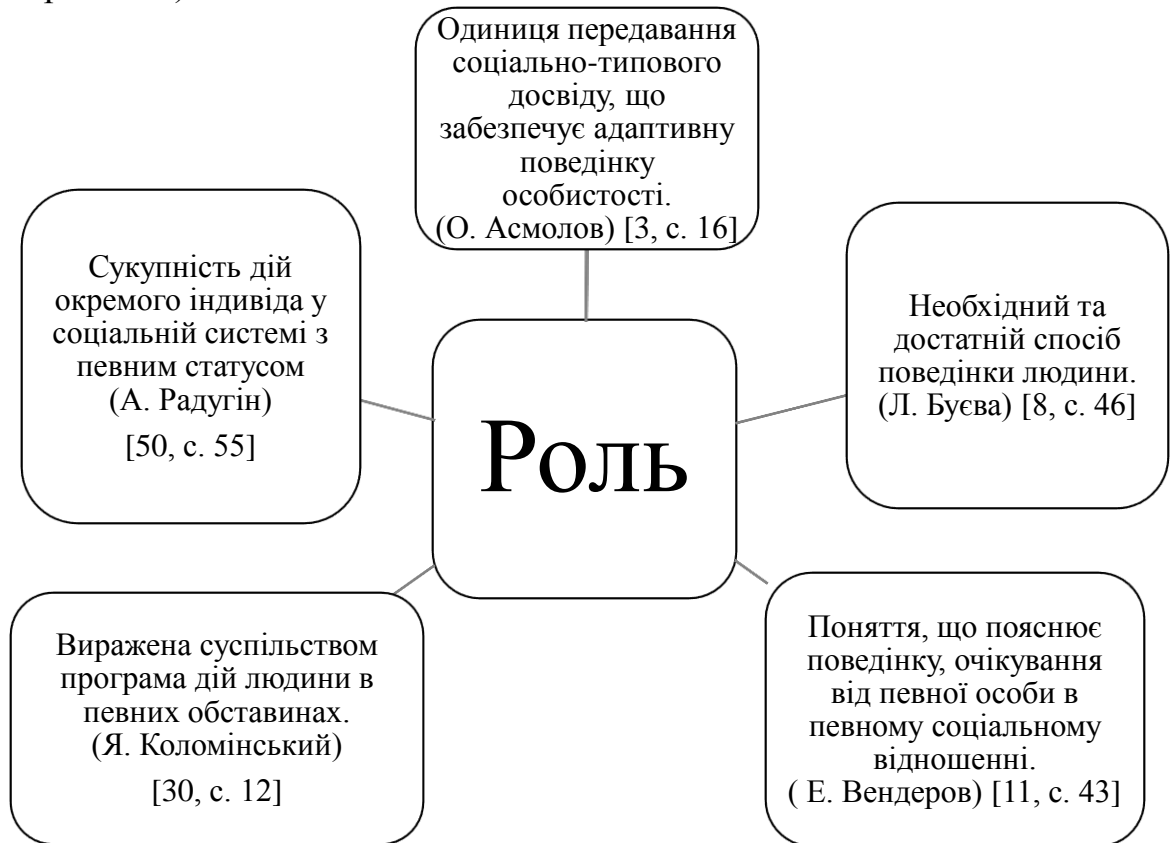 Одиниця передавання
соціально-типового
досвіду, що
забезпечує адаптивну
поведінку
особистості.
(О. Асмолов) [3, с. 16]
Сукупність дій
окремого індивіда у
соціальній системі з
певним статусом
(А. Радугін)
[50, с. 55]
Необхідний та
достатній спосіб
поведінки людини.
(Л. Буєва) [8, с. 46]
Роль
Виражена суспільством
програма дій людини в
певних обставинах.
(Я. Коломінський)
[30, с. 12]
Поняття, що пояснює
поведінку, очікування
від певної особи в
певному соціальному
відношенні.
( Е. Вендеров) [11, с. 43]